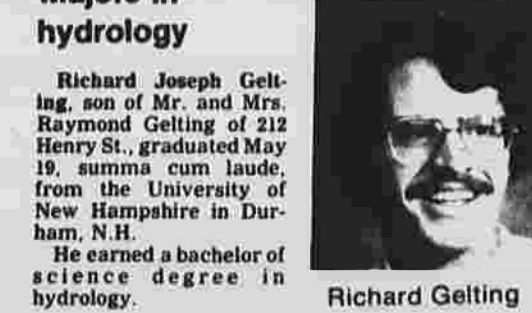 Majors in
hydrology
Richard Joseph Gelt-
ing, son of Mr. and Mrs.
Raymond Gelting of 212
Henry St., graduated May
19, summa cum laude,
from the University of
New Hampshire in Dur-
ham, N.H.
He earned a bachelor of
science degree in
hydrology.
Richard Gelting